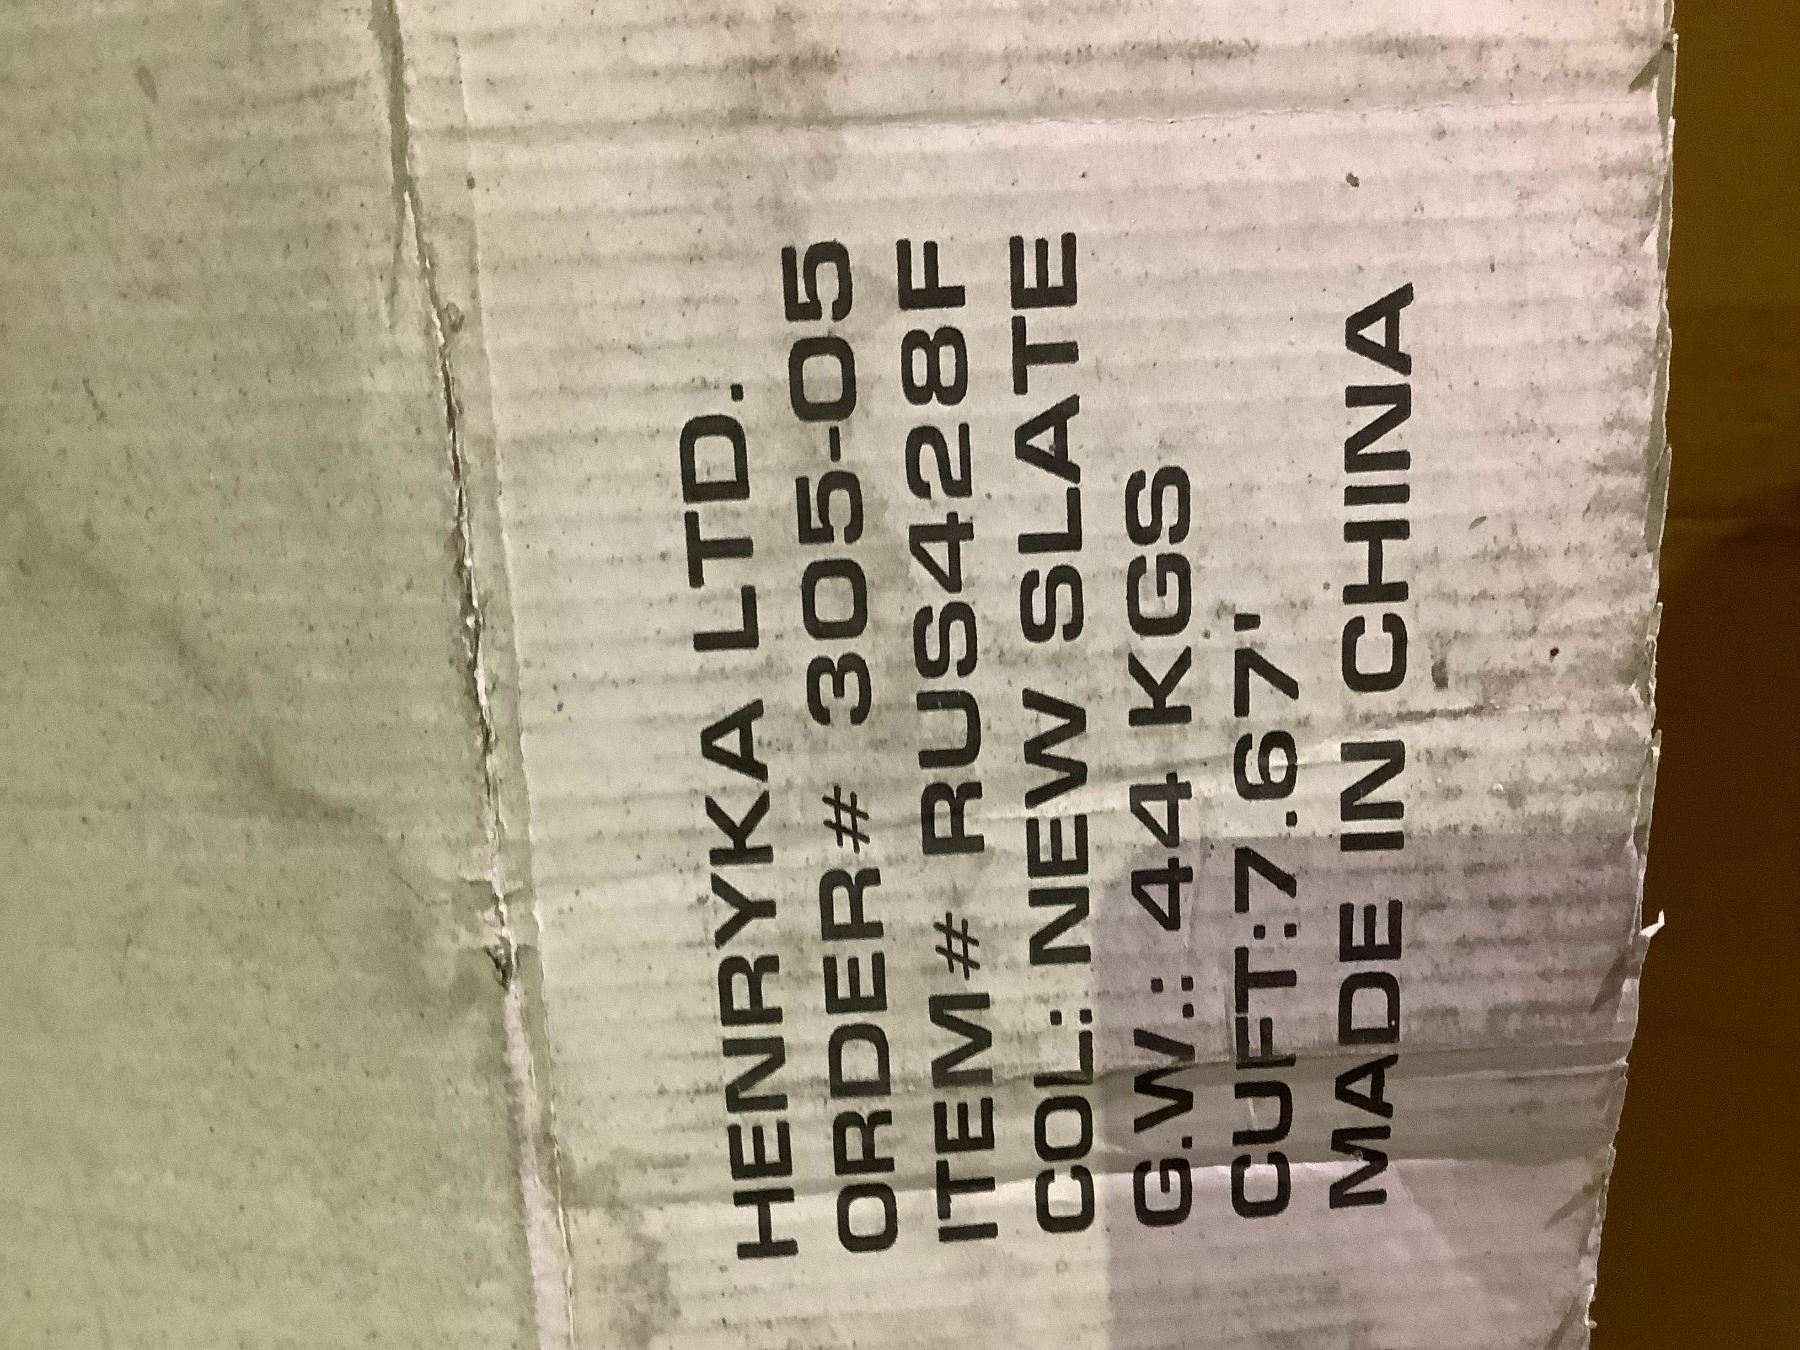 HENRYKA LTD.
ORDER# 305-05
ITEM# RUS428F
COL.: NEW SLATE
G.W.: 44 KGS
CUFT:7.67'
MADE IN CHINA